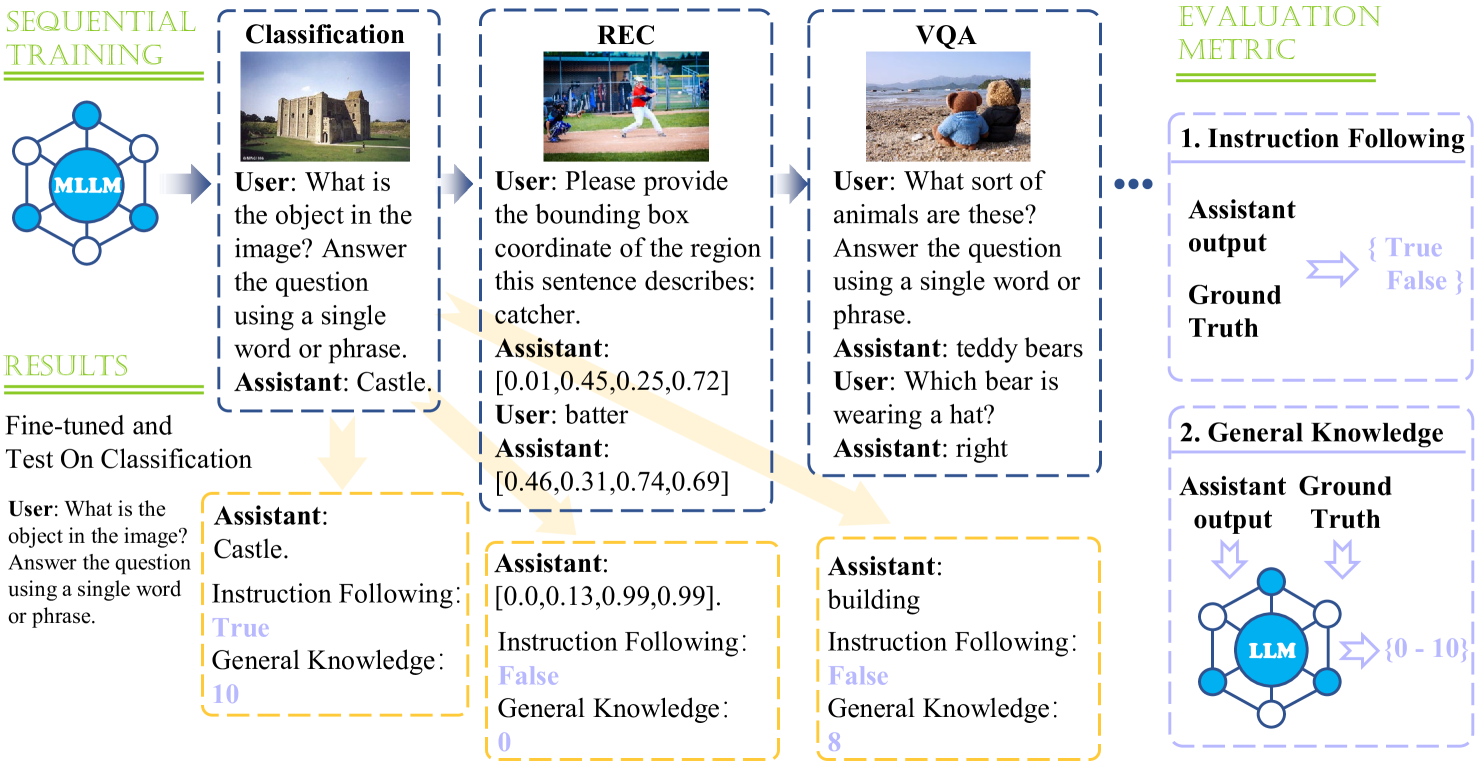 SEQUENTIAL
TRAINING
MLLM
Classification
User: What is
the object in the
image? Answer
the question
using a single
word or phrase.
Assistant: Castle.
REC
User: Please provide
the bounding box
coordinate of the region
this sentence describes:
catcher.
Assistant:
[0.01,0.45,0.25,0.72]
User: batter
Assistant:
[0.46,0.31,0.74,0.69]
VQA
User: What sort of
animals are these?
Answer the question
using a single word or
phrase.
Assistant: teddy bears
User: Which bear is
wearing a hat?
Assistant: right
EVALUATION
METRIC
1. Instruction Following
Assistant
output
Ground
Truth
{ True
False }
2. General Knowledge
Assistant
output
Ground
Truth
LLM
{0 - 10}
RESULTS
Fine-tuned and
Test On Classification
User: What is the
object in the image?
Answer the question
using a single word
or phrase.
Assistant:
Castle.
Instruction Following:
True
General Knowledge:
10
Assistant:
[0.0,0.13,0.99,0.99].
Instruction Following:
False
General Knowledge:
0
Assistant:
building
Instruction Following:
False
General Knowledge:
8